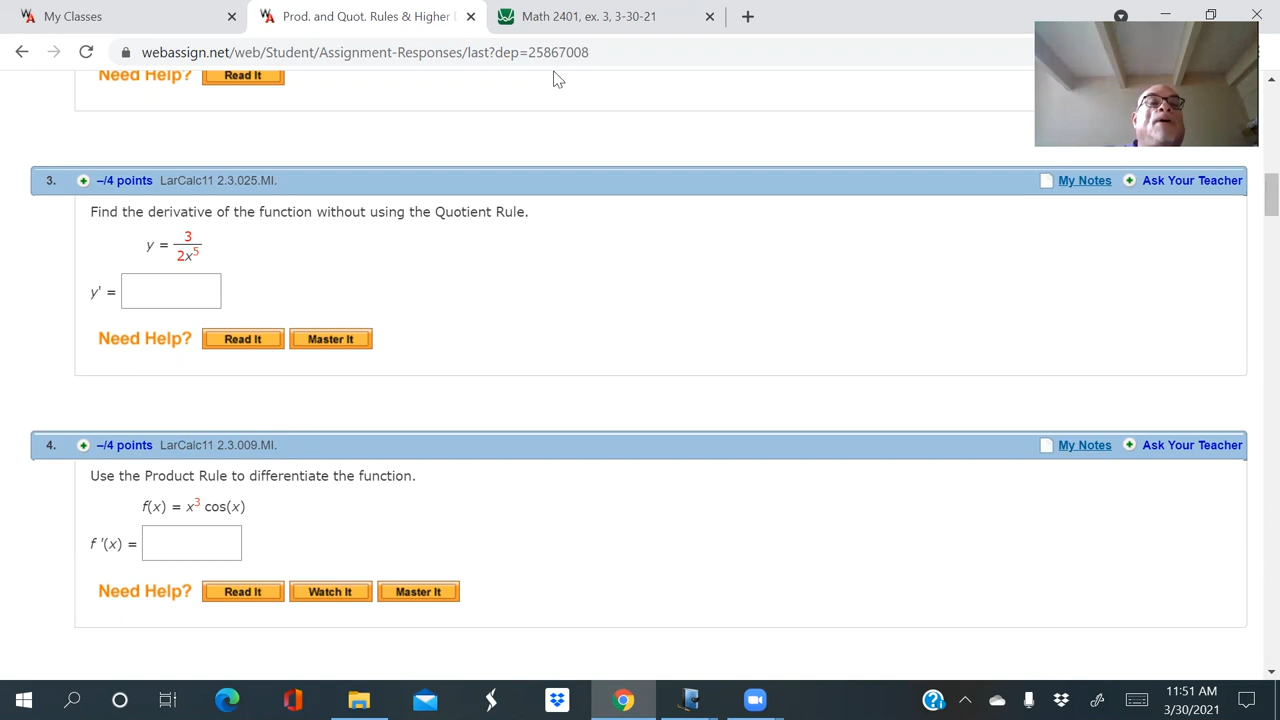 My Classes
Prod. and Quot. Rules & Higher
Math 2401, ex. 3, 3-30-21
webassign.net/web/Student/Assignment-Responses/last?dep=25867008
Need Help? Read It
3. –/4 points LarCalc11 2.3.025.MI. My Notes Ask Your Teacher
Find the derivative of the function without using the Quotient Rule.
y = 3/2x⁵
y' =
Need Help? Read It Master It
4. –/4 points LarCalc11 2.3.009.MI. My Notes Ask Your Teacher
Use the Product Rule to differentiate the function.
f(x) = x³ cos(x)
f '(x) =
Need Help? Read It Watch It Master It
11:51 AM
3/30/2021